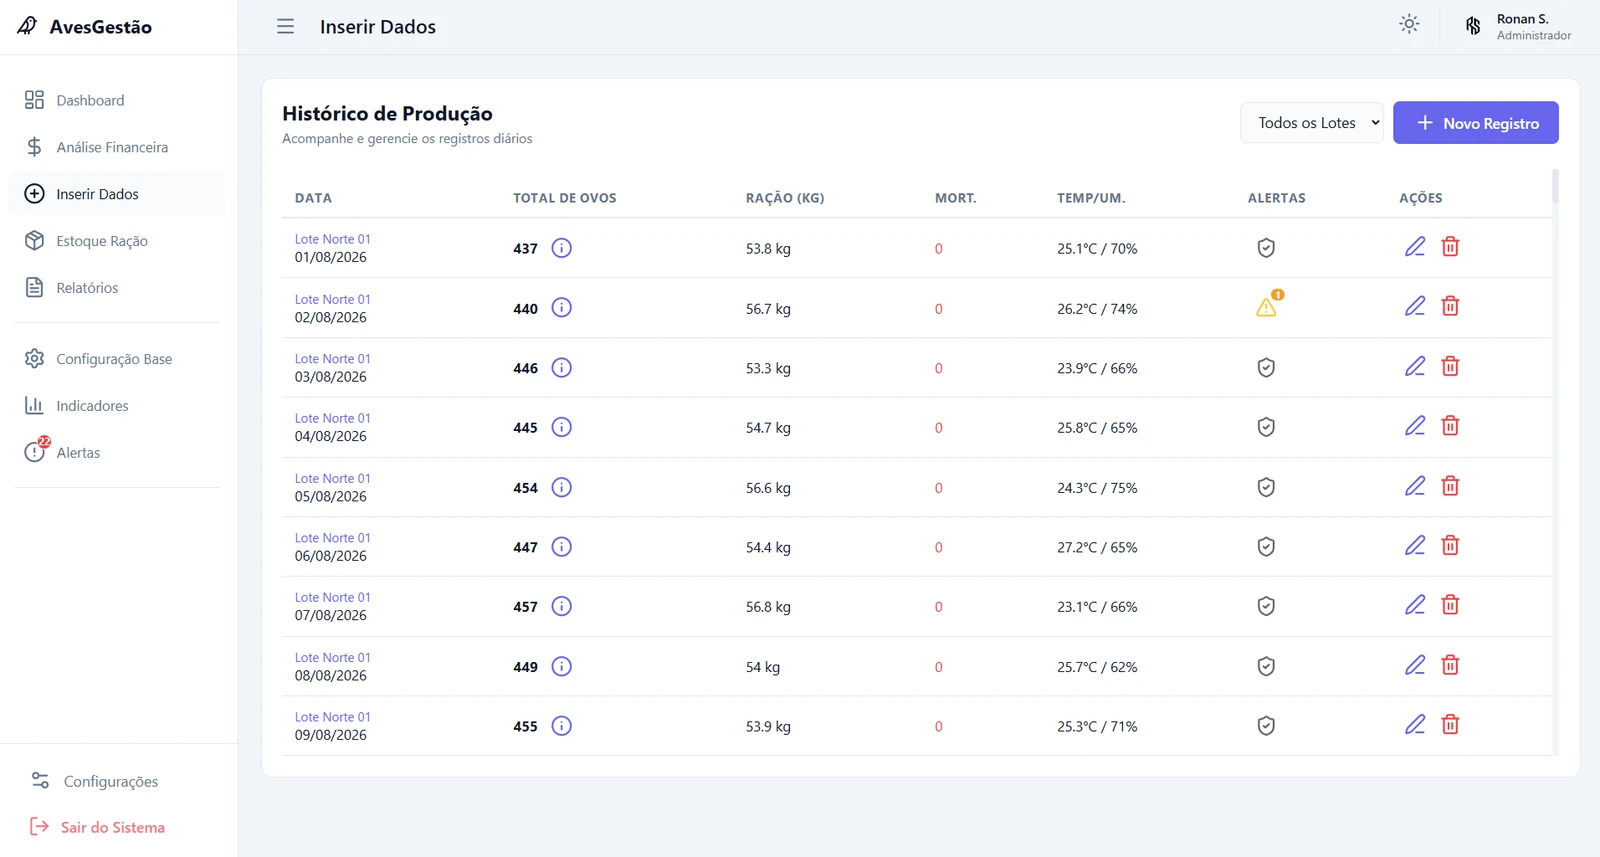 AvesGestão
Inserir Dados
Ronan S.
Administrador
Dashboard
Análise Financeira
Inserir Dados
Estoque Ração
Relatórios
Configuração Base
Indicadores
22
Alertas
Configurações
Sair do Sistema
Histórico de Produção
Acompanhe e gerencie os registros diários
Todos os Lotes
Novo Registro
DATA TOTAL DE OVOS RAÇÃO (KG) MORT. TEMP/UM. ALERTAS AÇÕES
Lote Norte 01
01/08/2026 437 53.8 kg 0 25.1°C / 70%
Lote Norte 01
02/08/2026 440 56.7 kg 0 26.2°C / 74% 1
Lote Norte 01
03/08/2026 446 53.3 kg 0 23.9°C / 66%
Lote Norte 01
04/08/2026 445 54.7 kg 0 25.8°C / 65%
Lote Norte 01
05/08/2026 454 56.6 kg 0 24.3°C / 75%
Lote Norte 01
06/08/2026 447 54.4 kg 0 27.2°C / 65%
Lote Norte 01
07/08/2026 457 56.8 kg 0 23.1°C / 66%
Lote Norte 01
08/08/2026 449 54 kg 0 25.7°C / 62%
Lote Norte 01
09/08/2026 455 53.9 kg 0 25.3°C / 71%